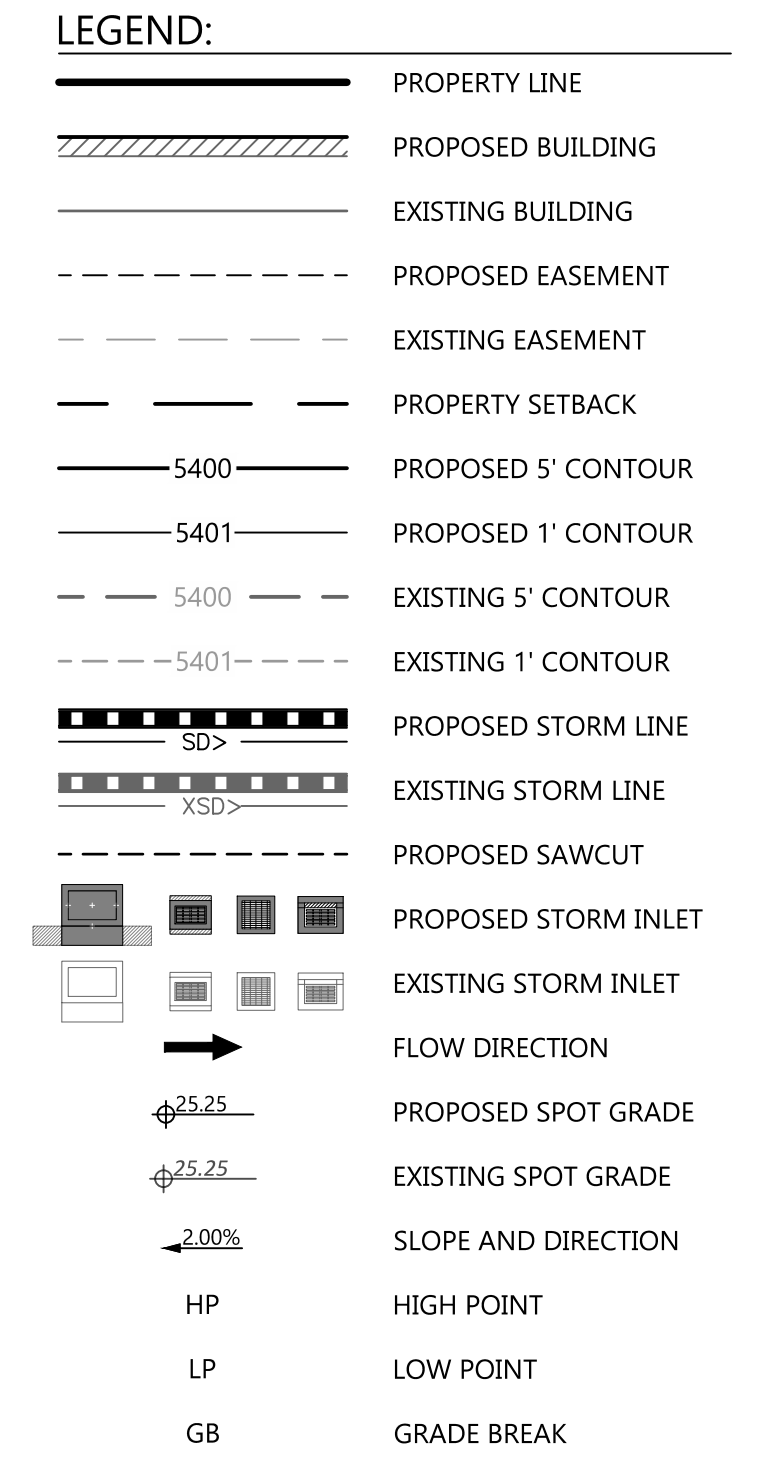 LEGEND:
PROPERTY LINE
PROPOSED BUILDING
EXISTING BUILDING
PROPOSED EASEMENT
EXISTING EASEMENT
PROPERTY SETBACK
5400 PROPOSED 5' CONTOUR
5401 PROPOSED 1' CONTOUR
5400 EXISTING 5' CONTOUR
5401 EXISTING 1' CONTOUR
PROPOSED STORM LINE
SD>
EXISTING STORM LINE
XSD>
PROPOSED SAWCUT
PROPOSED STORM INLET
EXISTING STORM INLET
FLOW DIRECTION
25.25 PROPOSED SPOT GRADE
25.25 EXISTING SPOT GRADE
2.00% SLOPE AND DIRECTION
HP HIGH POINT
LP LOW POINT
GB GRADE BREAK